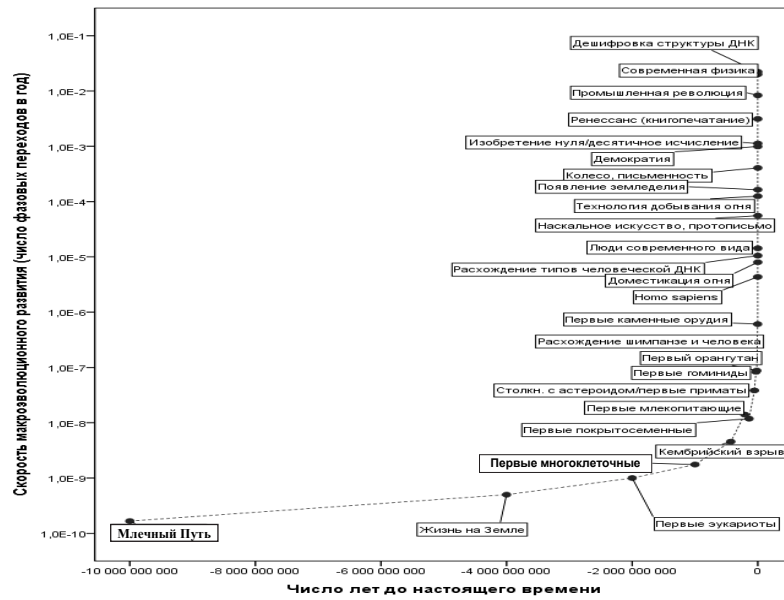 Скорость макроэволюционного развития (число фазовых переходов в год)
1,0E-1
1,0E-2
1,0E-3
1,0E-4
1,0E-5
1,0E-6
1,0E-7
1,0E-8
1,0E-9
1,0E-10
Дешифровка структуры ДНК
Современная физика
Промышленная революция
Ренессанс (книгопечатание)
Изобретение нуля/десятичное исчисление
Демократия
Колесо, письменность
Появление земледелия
Технология добывания огня
Наскальное искусство, протописьмо
Люди современного вида
Расхождение типов человеческой ДНК
Доместикация огня
Homo sapiens
Первые каменные орудия
Расхождение шимпанзе и человека
Первый орангутан
Первые гоминиды
Столкн. с астероидом/первые приматы
Первые млекопитающие
Первые покрытосеменные
Кембрийский взрыв
Первые многоклеточные
Первые эукариоты
Жизнь на Земле
Млечный Путь
-10 000 000 000
-8 000 000 000
-6 000 000 000
-4 000 000 000
-2 000 000 000
0
Число лет до настоящего времени